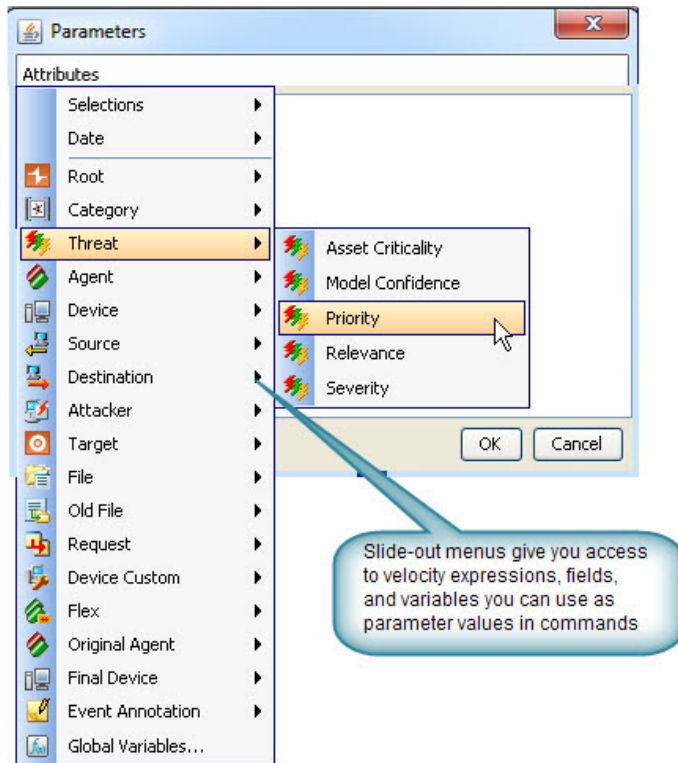 Parameters
Attributes
Selections
Date
Root
Category
Threat
Agent
Device
Source
Destination
Attacker
Target
File
Old File
Request
Device Custom
Flex
Original Agent
Final Device
Event Annotation
Global Variables...
Asset Criticality
Model Confidence
Priority
Relevance
Severity
OK
Cancel
Slide-out menus give you access
to velocity expressions, fields,
and variables you can use as
parameter values in commands